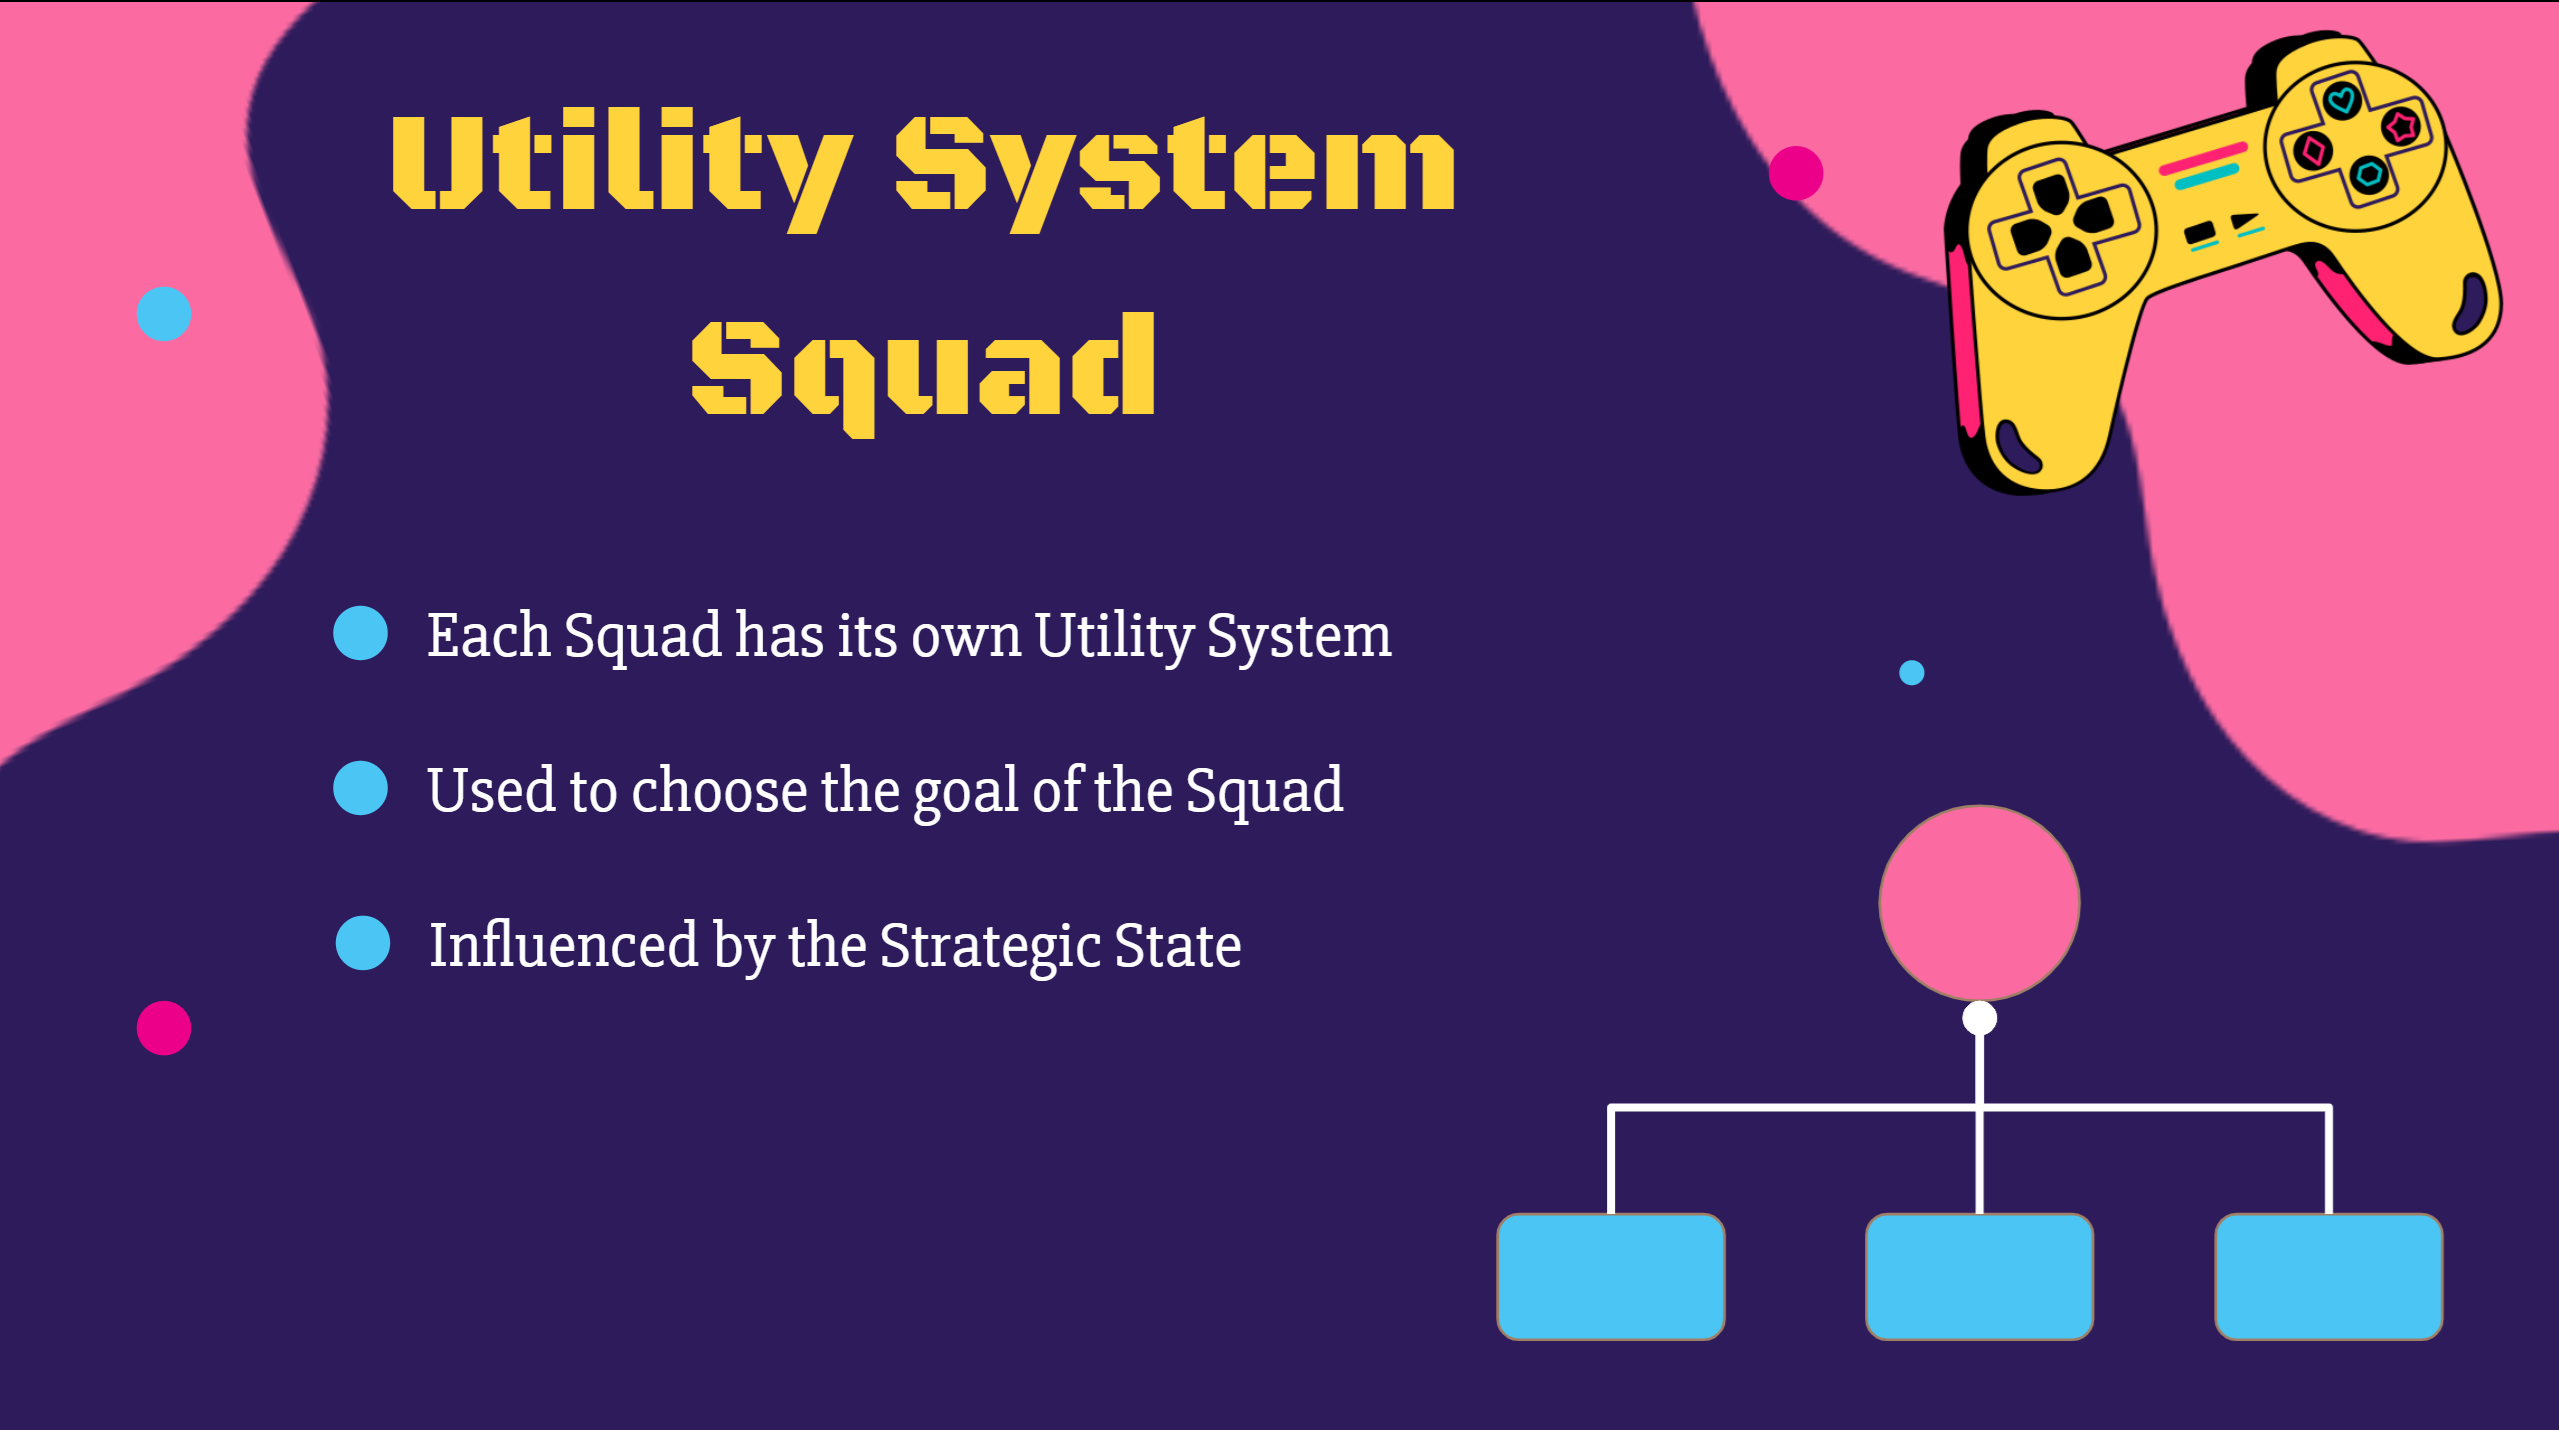 Utility System
Squad
Each Squad has its own Utility System
Used to choose the goal of the Squad
Influenced by the Strategic State